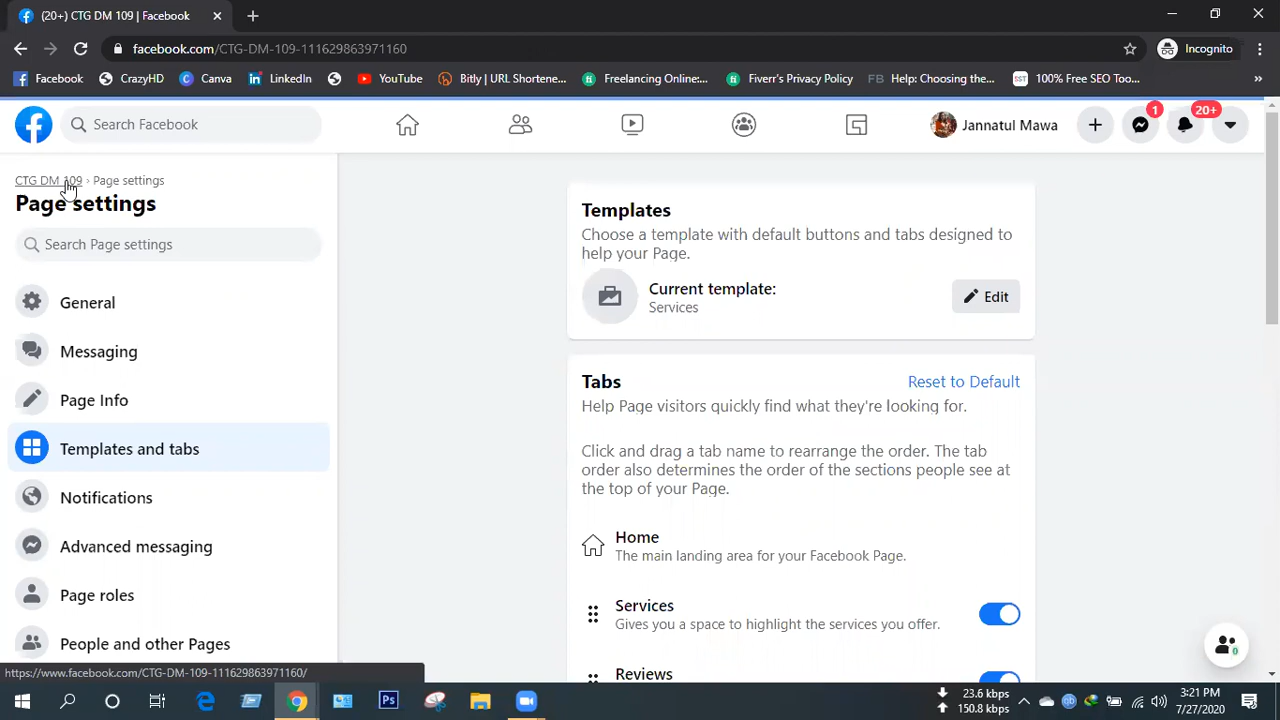 (20+) CTG DM 109 | Facebook
facebook.com/CTG-DM-109-111629863971160
Incognito
Facebook CrazyHD Canva LinkedIn YouTube Bitly | URL Shortene... Freelancing Online:... Fiverr's Privacy Policy FB Help: Choosing the... SST 100% Free SEO Too... »
Search Facebook
Jannatul Mawa
1
20+
CTG DM 109 › Page settings
Page settings
Search Page settings
General
Messaging
Page Info
Templates and tabs
Notifications
Advanced messaging
Page roles
People and other Pages
Templates
Choose a template with default buttons and tabs designed to
help your Page.
Current template:
Services
Edit
Tabs
Reset to Default
Help Page visitors quickly find what they're looking for.
Click and drag a tab name to rearrange the order. The tab
order also determines the order of the sections people see at
the top of your Page.
Home
The main landing area for your Facebook Page.
Services
Gives you a space to highlight the services you offer.
Reviews
0
https://www.facebook.com/CTG-DM-109-111629863971160/
Ps
23.6 kbps
150.8 kbps
qb
3:21 PM
7/27/2020